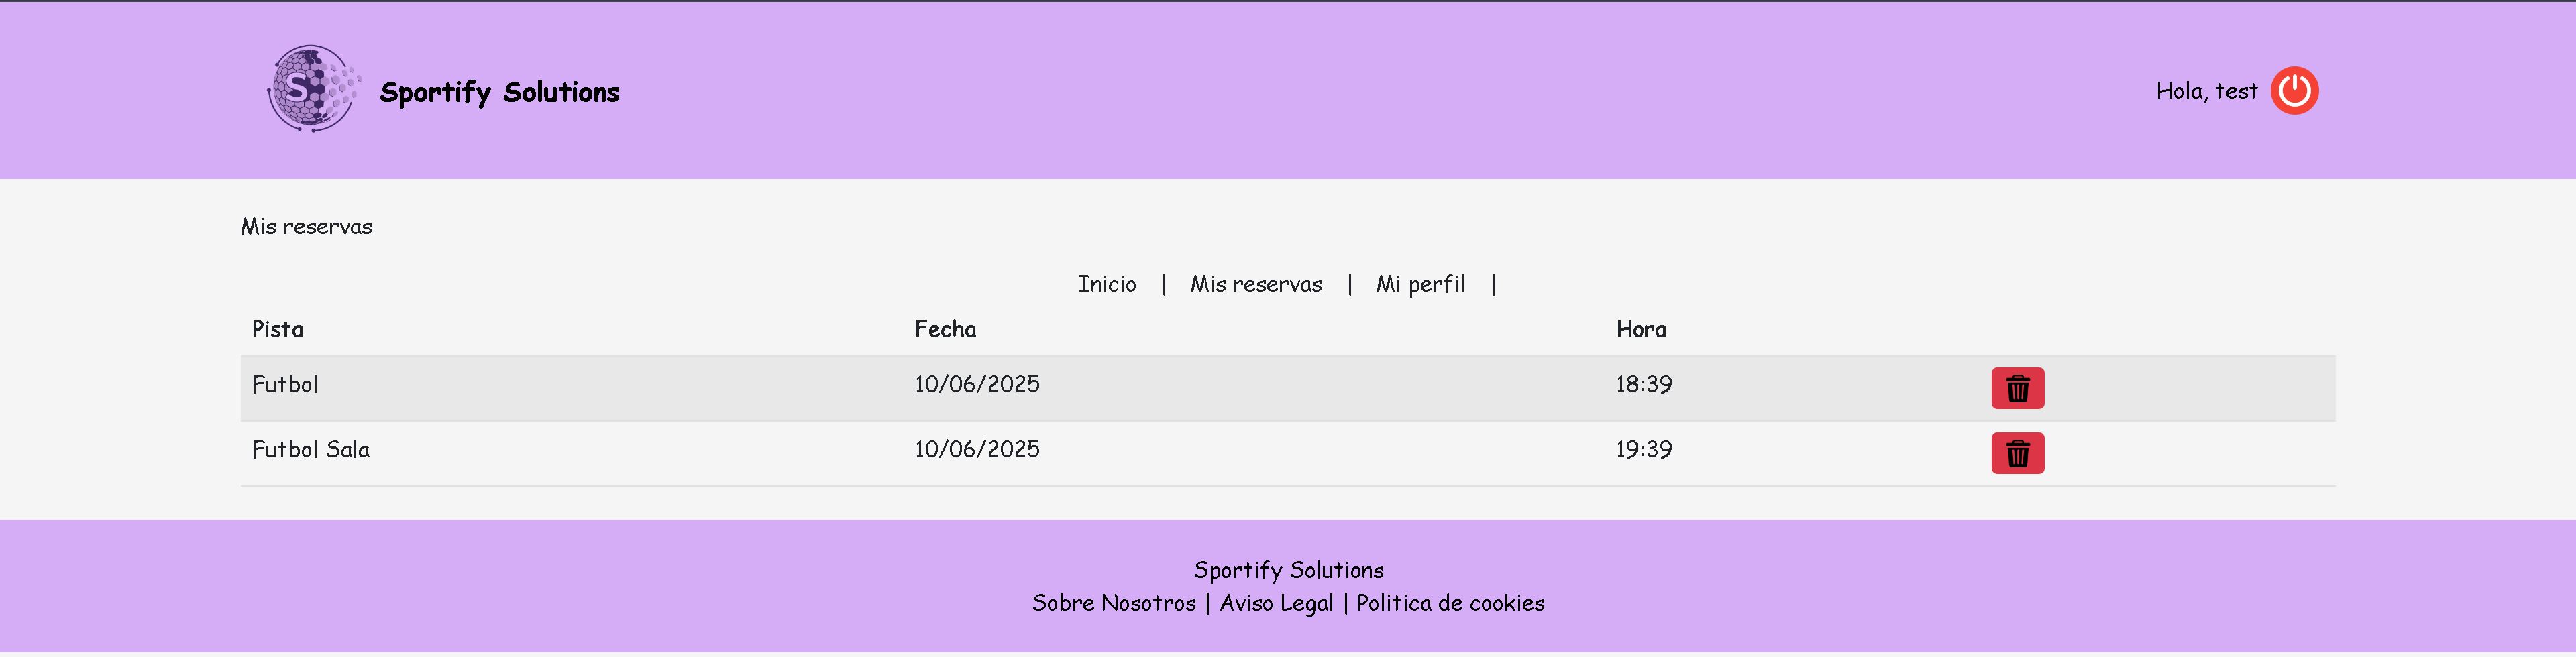 S
Sportify Solutions
Hola, test
Mis reservas
Inicio | Mis reservas | Mi perfil |
Pista Fecha Hora
Futbol 10/06/2025 18:39
Futbol Sala 10/06/2025 19:39
Sportify Solutions
Sobre Nosotros | Aviso Legal | Politica de cookies